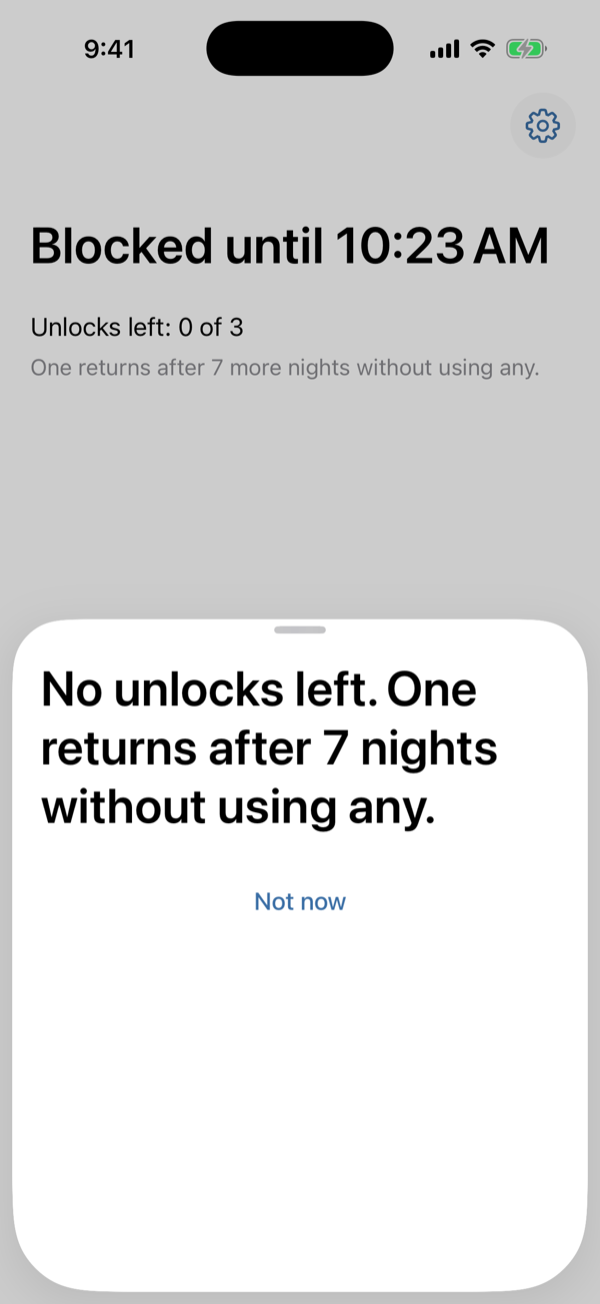 9:41
Blocked until 10:23 AM
Unlocks left: 0 of 3
One returns after 7 more nights without using any.
No unlocks left. One
returns after 7 nights
without using any.
Not now